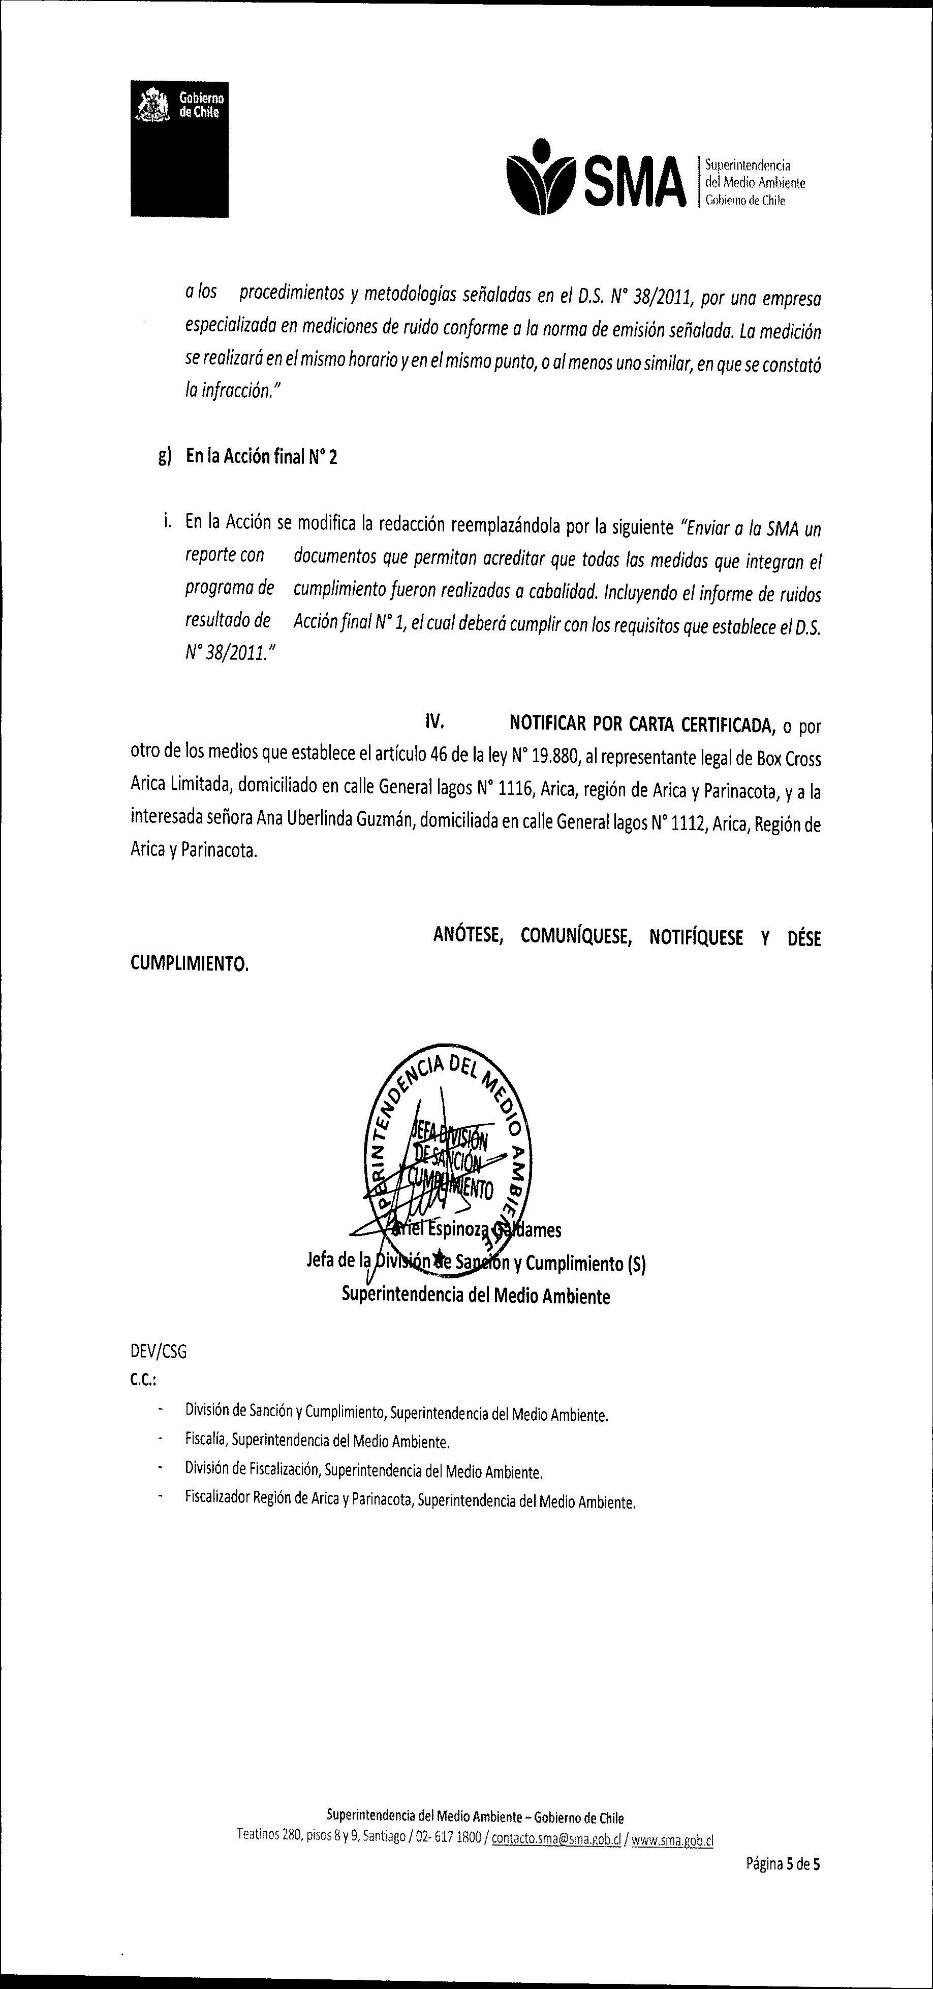 Gobierno
de Chile
SMA
Superintendencia
del Medio Ambiente
Gobierno de Chile
a los procedimientos y metodologías señaladas en el D.S. N° 38/2011, por una empresa
especializada en mediciones de ruido conforme a la norma de emisión señalada. La medición
se realizará en el mismo horario y en el mismo punto, o al menos uno similar, en que se constató
la infracción."
g) En la Acción final N° 2
i. En la Acción se modifica la redacción reemplazándola por la siguiente "Enviar a la SMA un
reporte con documentos que permitan acreditar que todas las medidas que integran el
programa de cumplimiento fueron realizadas a cabalidad. Incluyendo el informe de ruidos
resultado de Acción final N° 1, el cual deberá cumplir con los requisitos que establece el D.S.
N° 38/2011."
IV. NOTIFICAR POR CARTA CERTIFICADA, o por
otro de los medios que establece el artículo 46 de la ley N° 19.880, al representante legal de Box Cross
Arica Limitada, domiciliado en calle General lagos N° 1116, Arica, región de Arica y Parinacota, y a la
interesada señora Ana Uberlinda Guzmán, domiciliada en calle General lagos N° 1112, Arica, Región de
Arica y Parinacota.
ANÓTESE, COMUNÍQUESE, NOTIFÍQUESE Y DÉSE
CUMPLIMIENTO.
PERINTENDENCIA DEL MEDIO AMBIENTE
JEFA DIVISIÓN
DE SANCIÓN
CUMPLIMIENTO
Ariel Espinoza Galdames
Jefa de la División de Sanción y Cumplimiento (S)
Superintendencia del Medio Ambiente
DEV/CSG
C.C.:
- División de Sanción y Cumplimiento, Superintendencia del Medio Ambiente.
- Fiscalía, Superintendencia del Medio Ambiente.
- División de Fiscalización, Superintendencia del Medio Ambiente.
- Fiscalizador Región de Arica y Parinacota, Superintendencia del Medio Ambiente.
Superintendencia del Medio Ambiente – Gobierno de Chile
Teatinos 280, pisos 8 y 9, Santiago / 02- 617 1800 / contacto.sma@sma.gob.cl / www.sma.gob.cl
Página 5 de 5